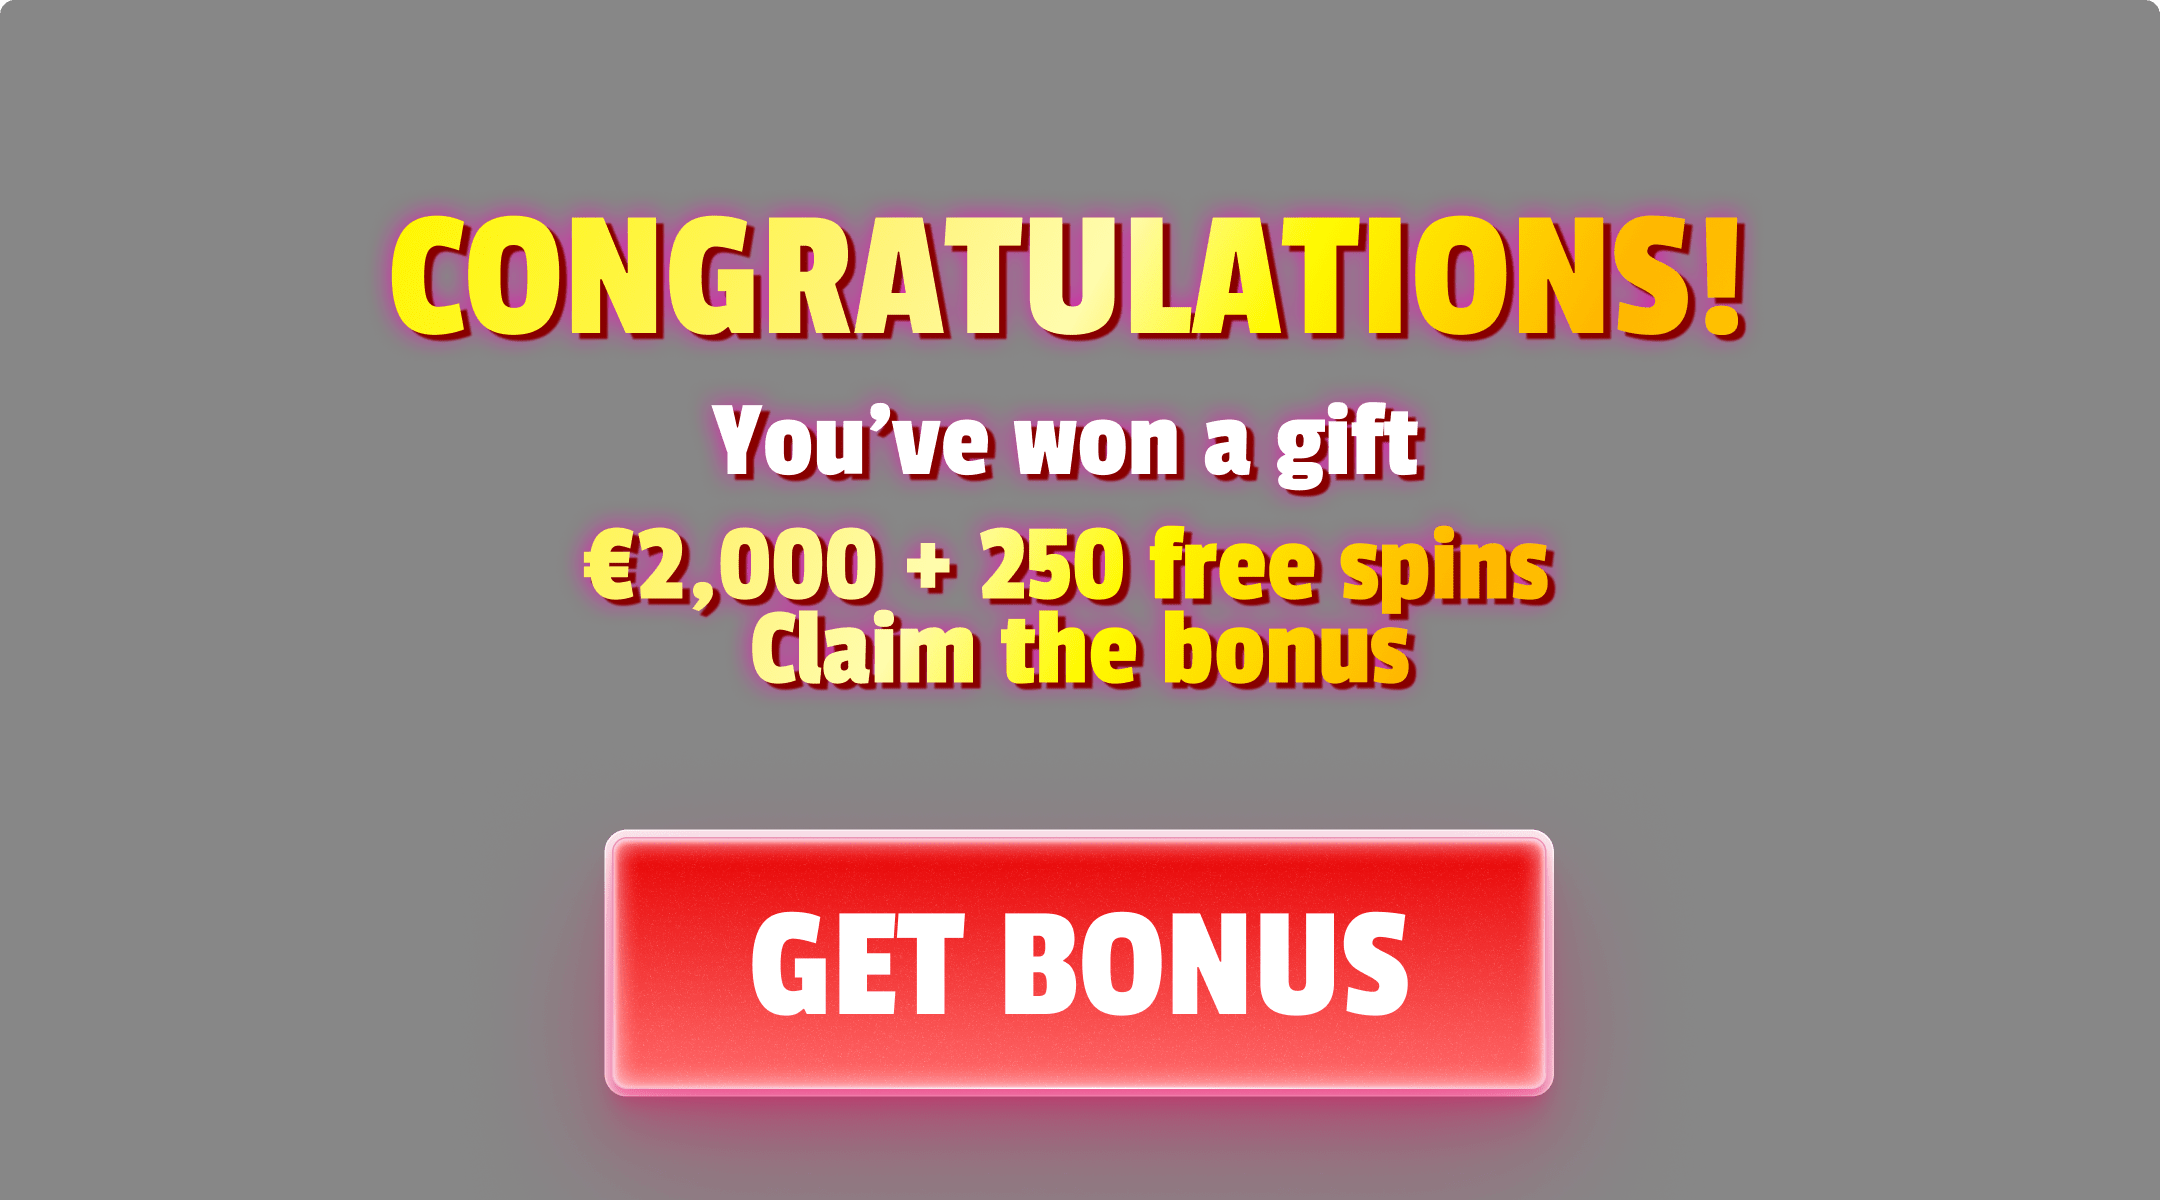 CONGRATULATIONS!
You’ve won a gift
€2,000 + 250 free spins
Claim the bonus
GET BONUS